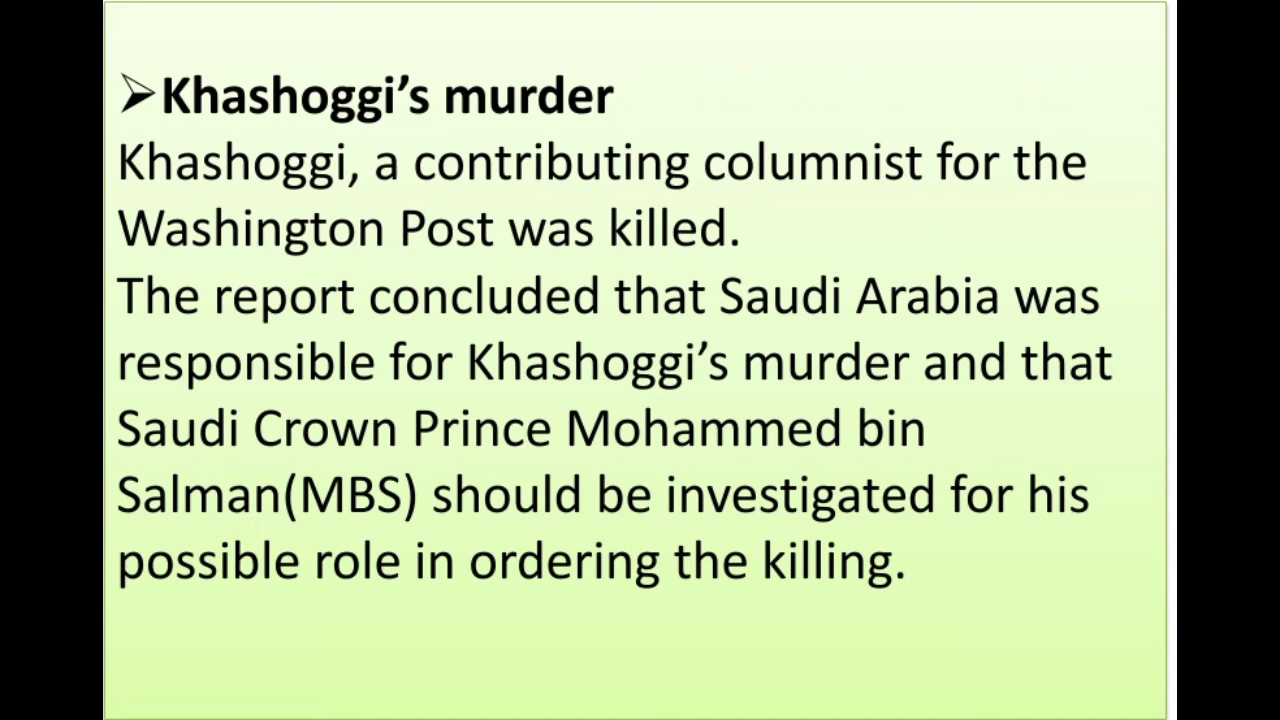 ➢Khashoggi’s murder
Khashoggi, a contributing columnist for the
Washington Post was killed.
The report concluded that Saudi Arabia was
responsible for Khashoggi’s murder and that
Saudi Crown Prince Mohammed bin
Salman(MBS) should be investigated for his
possible role in ordering the killing.